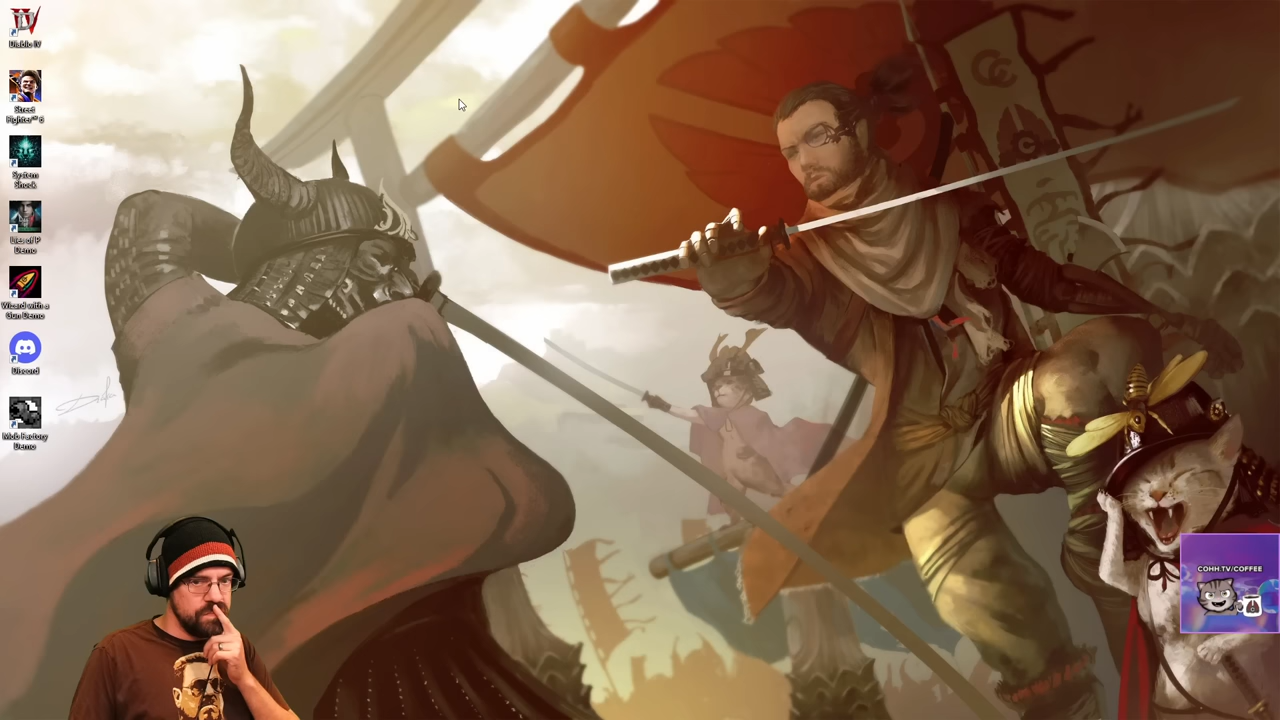 Diablo IV
Street
Fighter™ 6
System
Shock
Lies of P
Demo
Wizard with a
Gun Demo
Discord
Mob Factory
Demo
COHH.TV/COFFEE